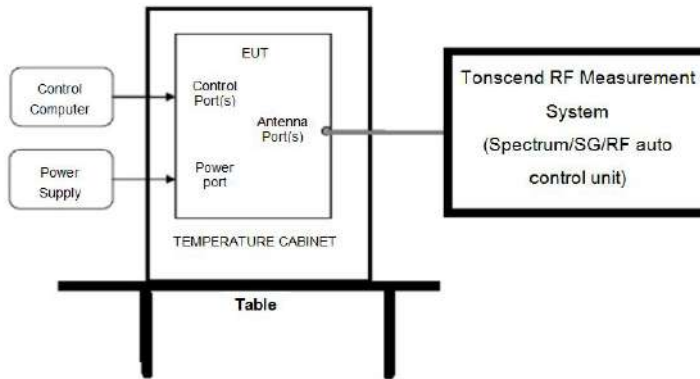 EUT
Control
Computer
Control
Port(s)
Antenna
Port(s)
Power
Supply
Power
port
TEMPERATURE CABINET
Table
Tonscend RF Measurement
System
(Spectrum/SG/RF auto
control unit)